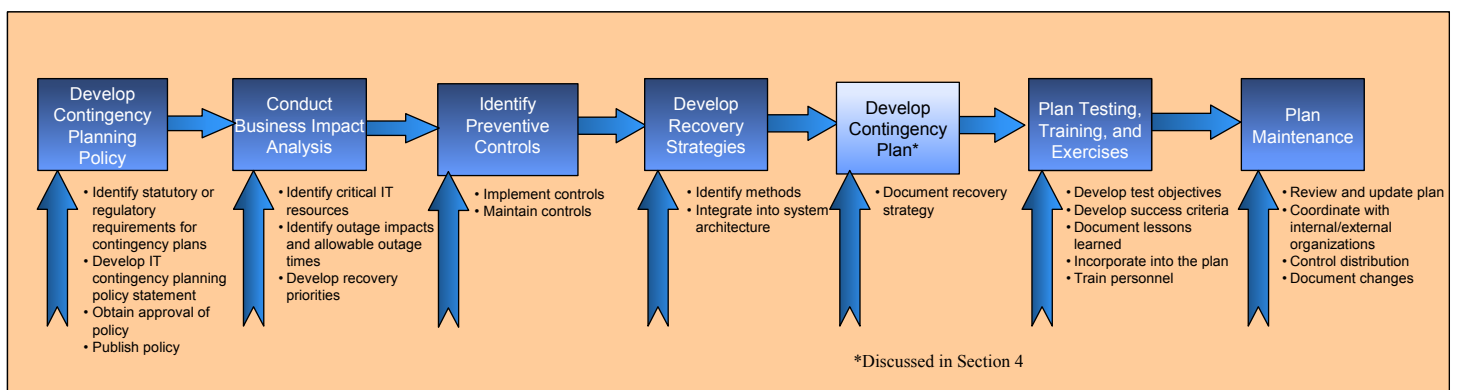 Develop
Contingency
Planning
Policy
• Identify statutory or
regulatory
requirements for
contingency plans
• Develop IT
contingency planning
policy statement
• Obtain approval of
policy
• Publish policy
Conduct
Business Impact
Analysis
• Identify critical IT
resources
• Identify outage impacts
and allowable outage
times
• Develop recovery
priorities
Identify
Preventive
Controls
• Implement controls
• Maintain controls
Develop
Recovery
Strategies
• Identify methods
• Integrate into system
architecture
Develop
Contingency
Plan*
• Document recovery
strategy
Plan Testing,
Training, and
Exercises
• Develop test objectives
• Develop success criteria
• Document lessons
learned
• Incorporate into the plan
• Train personnel
Plan
Maintenance
• Review and update plan
• Coordinate with
internal/external
organizations
• Control distribution
• Document changes
*Discussed in Section 4